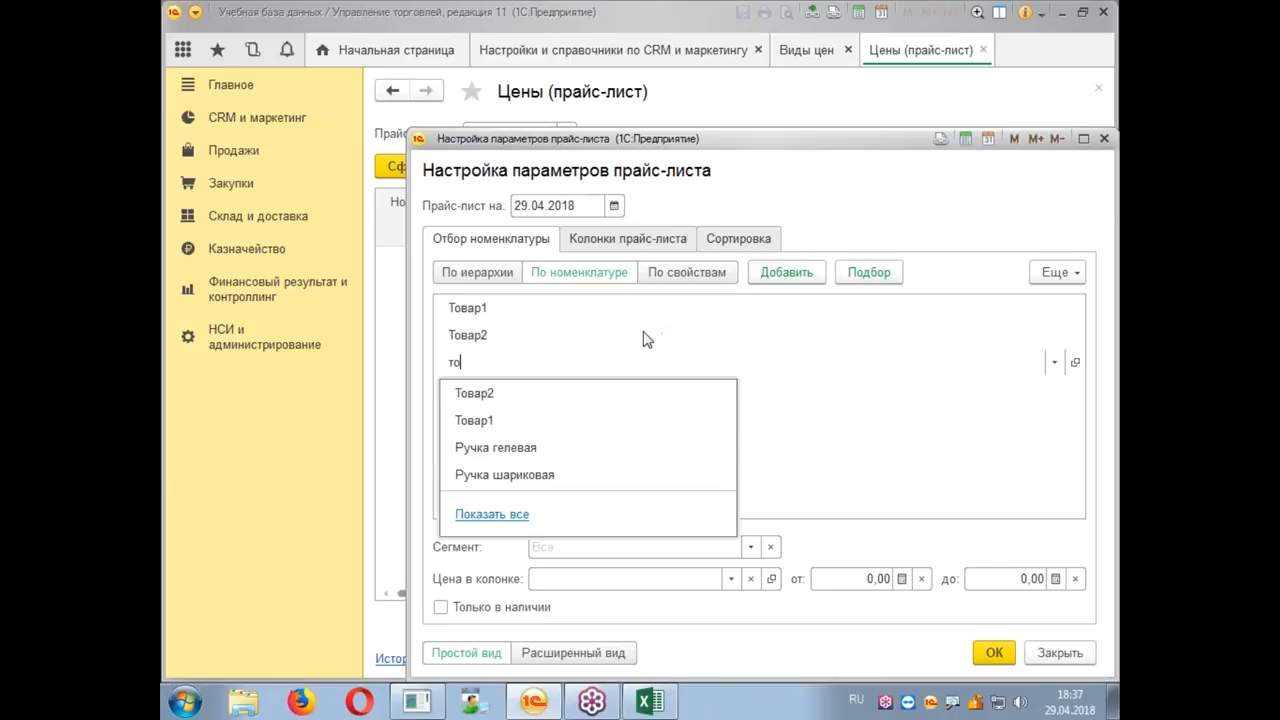 Учебная база данных / Управление торговлей, редакция 11 (1С:Предприятие)
Начальная страница
Настройки и справочники по CRM и маркетингу
Виды цен
Цены (прайс-лист)
Главное
CRM и маркетинг
Продажи
Закупки
Склад и доставка
Казначейство
Финансовый результат и
контроллинг
НСИ и
администрирование
Цены (прайс-лист)
Прайс
Сф
Но
Истор
Настройка параметров прайс-листа (1С:Предприятие)
M M+ M-
Настройка параметров прайс-листа
Прайс-лист на: 29.04.2018
Отбор номенклатуры Колонки прайс-листа Сортировка
По иерархии По номенклатуре По свойствам Добавить Подбор Еще
Товар1
Товар2
то
Товар2
Товар1
Ручка гелевая
Ручка шариковая
Показать все
Сегмент: Все
Цена в колонке: от: 0,00 до: 0,00
Только в наличии
Простой вид Расширенный вид ОК Закрыть
RU
18:37
29.04.2018